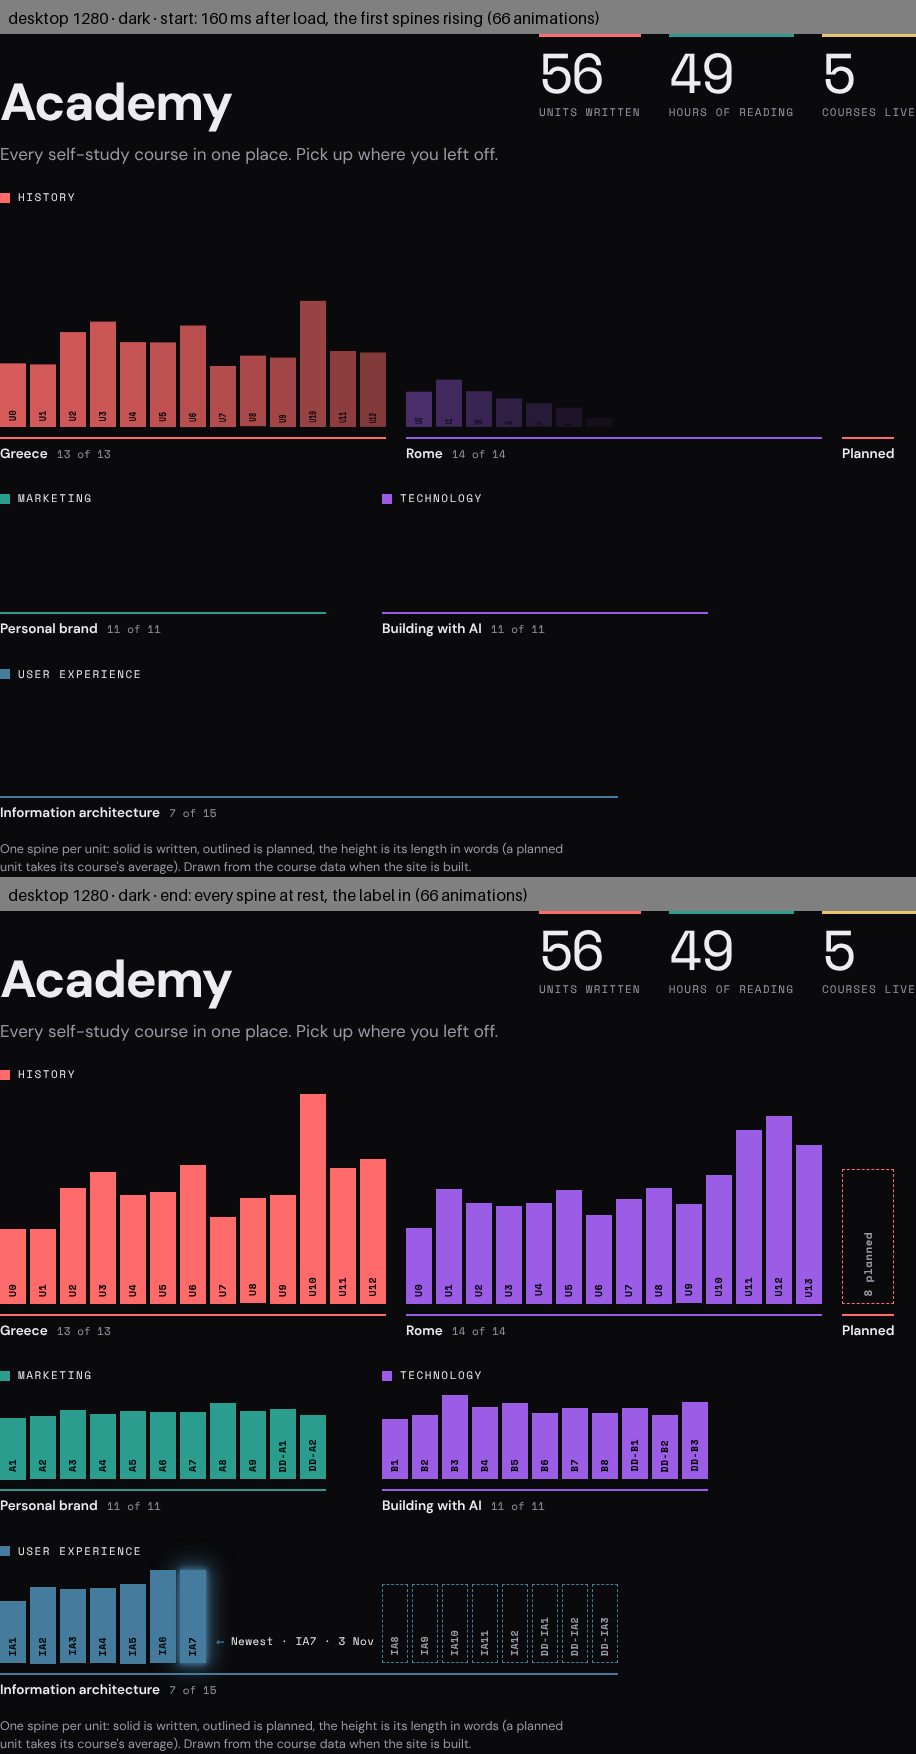 desktop 1280 · dark · start: 160 ms after load, the first spines rising (66 animations)
56 49 5
UNITS WRITTEN HOURS OF READING COURSES LIVE
Academy
Every self-study course in one place. Pick up where you left off.
HISTORY
U0 U1 U2 U3 U4 U5 U6 U7 U8 U9 U10 U11 U12 U0 U1
Greece 13 of 13 Rome 14 of 14 Planned
MARKETING TECHNOLOGY
Personal brand 11 of 11 Building with AI 11 of 11
USER EXPERIENCE
Information architecture 7 of 15
One spine per unit: solid is written, outlined is planned, the height is its length in words (a planned
unit takes its course's average). Drawn from the course data when the site is built.
desktop 1280 · dark · end: every spine at rest, the label in (66 animations)
56 49 5
UNITS WRITTEN HOURS OF READING COURSES LIVE
Academy
Every self-study course in one place. Pick up where you left off.
HISTORY
U0 U1 U2 U3 U4 U5 U6 U7 U8 U9 U10 U11 U12 U0 U1 U2 U3 U4 U5 U6 U7 U8 U9 U10 U11 U12 U13 8 planned
Greece 13 of 13 Rome 14 of 14 Planned
MARKETING TECHNOLOGY
A1 A2 A3 A4 A5 A6 A7 A8 A9 DD-A1 DD-A2 B1 B2 B3 B4 B5 B6 B7 B8 DD-B1 DD-B2 DD-B3
Personal brand 11 of 11 Building with AI 11 of 11
USER EXPERIENCE
IA1 IA2 IA3 IA4 IA5 IA6 IA7 ← Newest · IA7 · 3 Nov IA8 IA9 IA10 IA11 IA12 DD-IA1 DD-IA2 DD-IA3
Information architecture 7 of 15
One spine per unit: solid is written, outlined is planned, the height is its length in words (a planned
unit takes its course's average). Drawn from the course data when the site is built.